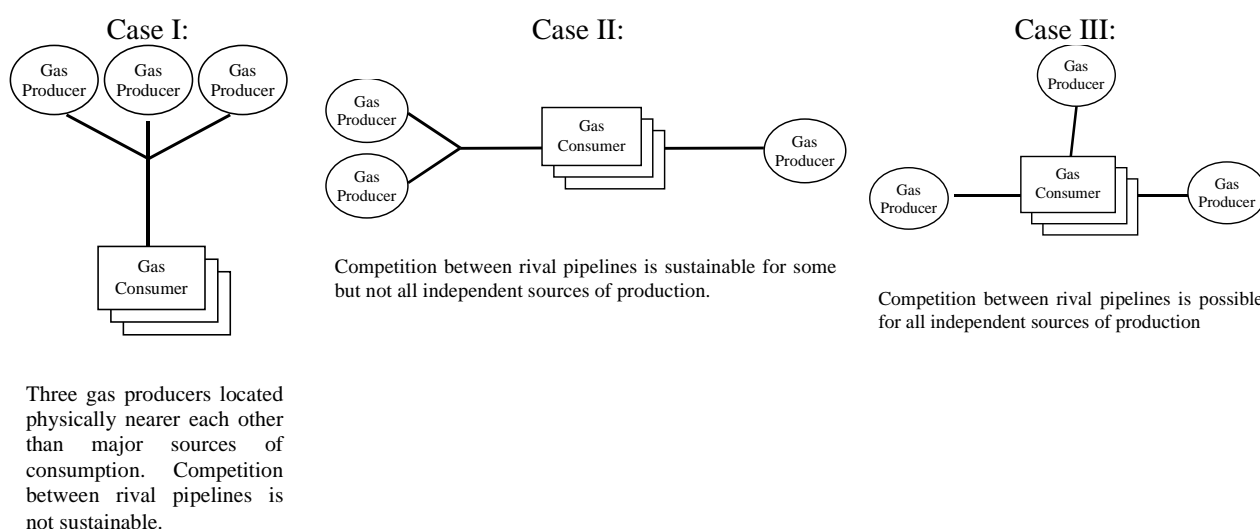 Case I:
Gas
Producer
Gas
Producer
Gas
Producer
Gas
Consumer
Three gas producers located
physically nearer each other
than major sources of
consumption. Competition
between rival pipelines is
not sustainable.
Case II:
Gas
Producer
Gas
Producer
Gas
Consumer
Gas
Producer
Competition between rival pipelines is sustainable for some
but not all independent sources of production.
Case III:
Gas
Producer
Gas
Producer
Gas
Consumer
Gas
Producer
Competition between rival pipelines is possible
for all independent sources of production